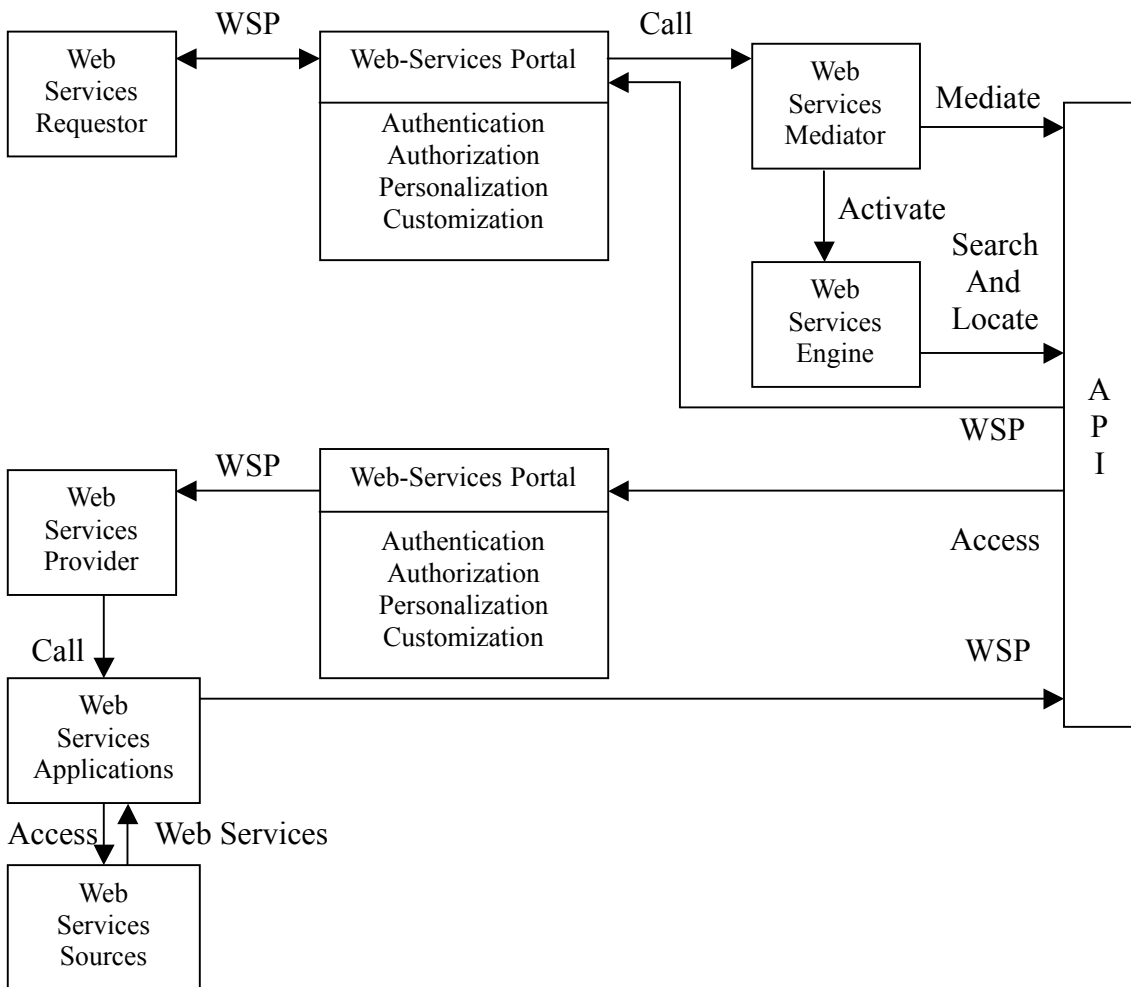 WSP
Call
Web
Services
Requestor
Web-Services Portal
Authentication
Authorization
Personalization
Customization
Web
Services
Mediator
Mediate
Activate
Search
And
Locate
Web
Services
Engine
A
P
I
WSP
WSP
Web-Services Portal
Web
Services
Provider
Authentication
Authorization
Personalization
Customization
Access
Call
WSP
Web
Services
Applications
Access
Web Services
Web
Services
Sources